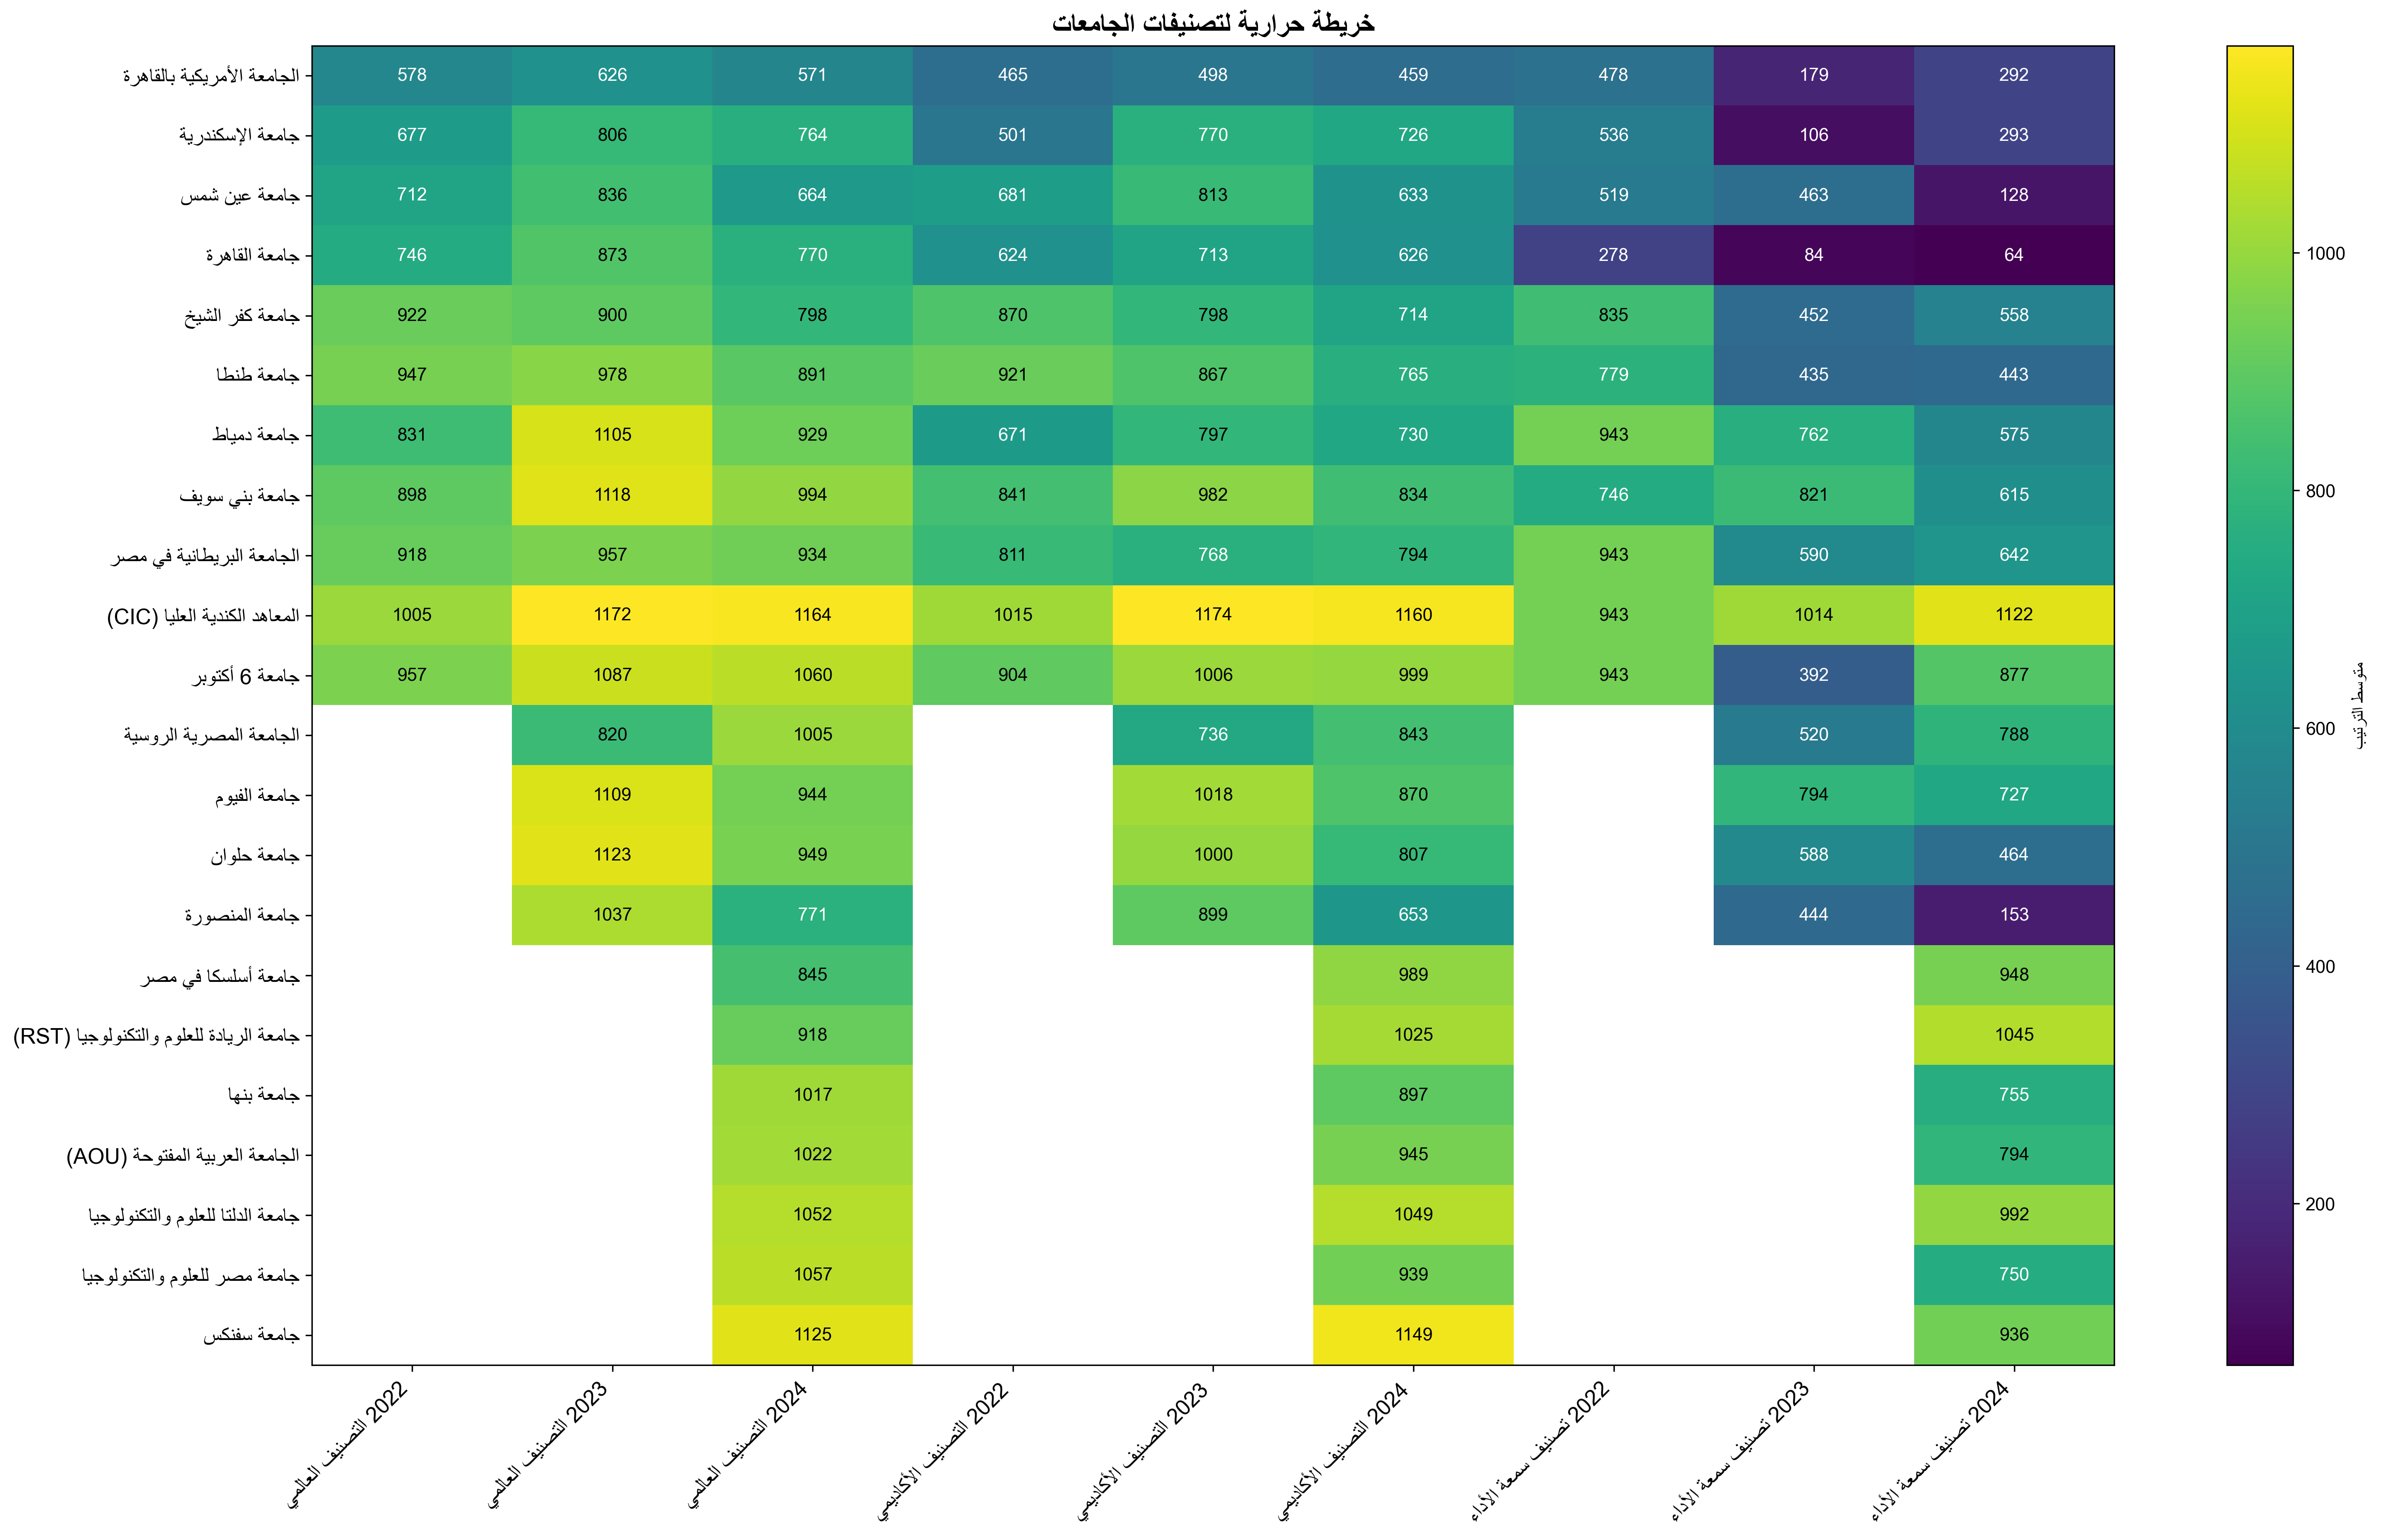 خريطة حرارية لتصنيفات الجامعات
الجامعة الأمريكية بالقاهرة 578 626 571 465 498 459 478 179 292
جامعة الإسكندرية 677 806 764 501 770 726 536 106 293
جامعة عين شمس 712 836 664 681 813 633 519 463 128
جامعة القاهرة 746 873 770 624 713 626 278 84 64
جامعة كفر الشيخ 922 900 798 870 798 714 835 452 558
جامعة طنطا 947 978 891 921 867 765 779 435 443
جامعة دمياط 831 1105 929 671 797 730 943 762 575
جامعة بني سويف 898 1118 994 841 982 834 746 821 615
الجامعة البريطانية في مصر 918 957 934 811 768 794 943 590 642
المعاهد الكندية العليا (CIC) 1005 1172 1164 1015 1174 1160 943 1014 1122
جامعة 6 أكتوبر 957 1087 1060 904 1006 999 943 392 877
الجامعة المصرية الروسية 820 1005 736 843 520 788
جامعة الفيوم 1109 944 1018 870 794 727
جامعة حلوان 1123 949 1000 807 588 464
جامعة المنصورة 1037 771 899 653 444 153
جامعة أسلسكا في مصر 845 989 948
جامعة الريادة للعلوم والتكنولوجيا (RST) 918 1025 1045
جامعة بنها 1017 897 755
الجامعة العربية المفتوحة (AOU) 1022 945 794
جامعة الدلتا للعلوم والتكنولوجيا 1052 1049 992
جامعة مصر للعلوم والتكنولوجيا 1057 939 750
جامعة سفنكس 1125 1149 936
2022 التصنيف العالمي
2023 التصنيف العالمي
2024 التصنيف العالمي
2022 التصنيف الأكاديمي
2023 التصنيف الأكاديمي
2024 التصنيف الأكاديمي
2022 تصنيف سمعة الأداء
2023 تصنيف سمعة الأداء
2024 تصنيف سمعة الأداء
1000
800
600
400
200
متوسط الترتيب